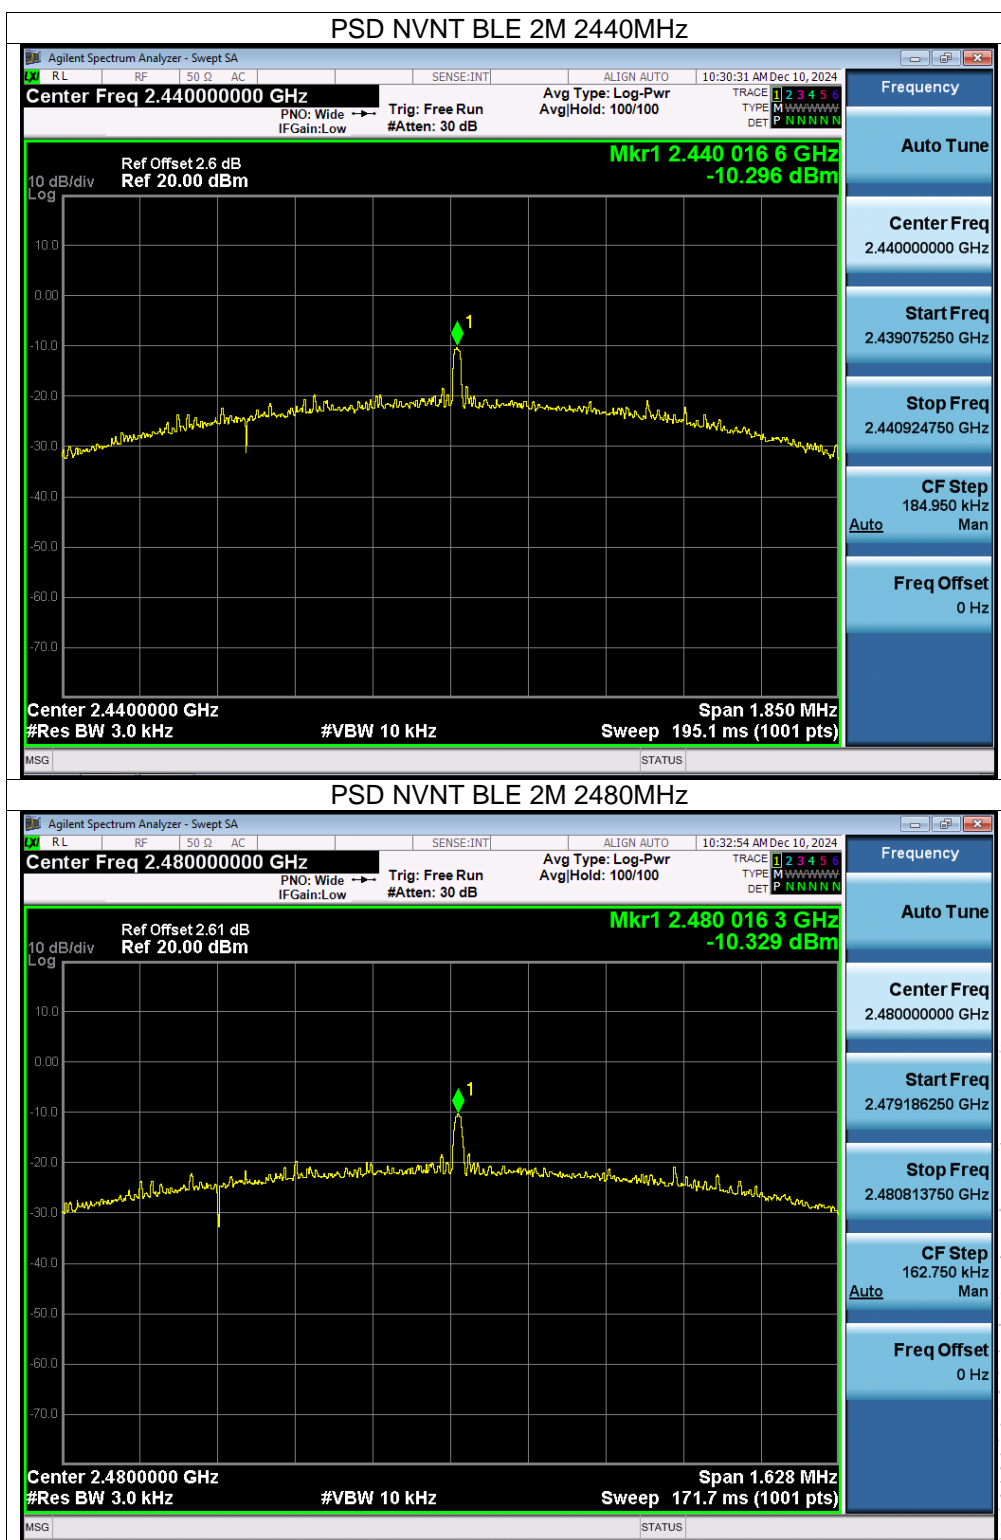 PSD NVNT BLE 2M 2440MHz
Agilent Spectrum Analyzer - Swept SA
LXI RL RF 50 Ω AC SENSE:INT ALIGN AUTO 10:30:31 AM Dec 10, 2024
Center Freq 2.440000000 GHz
PNO: Wide
IFGain:Low
Trig: Free Run
#Atten: 30 dB
Avg Type: Log-Pwr
Avg|Hold: 100/100
TRACE 1 2 3 4 5 6
TYPE M WWWWW
DET P N N N N N
Mkr1 2.440 016 6 GHz
-10.296 dBm
Ref Offset 2.6 dB
10 dB/div Ref 20.00 dBm
Log
10.0
0.00
-10.0
-20.0
-30.0
-40.0
-50.0
-60.0
-70.0
1
Center 2.4400000 GHz Span 1.850 MHz
#Res BW 3.0 kHz #VBW 10 kHz Sweep 195.1 ms (1001 pts)
MSG STATUS
Frequency
Auto Tune
Center Freq
2.440000000 GHz
Start Freq
2.439075250 GHz
Stop Freq
2.440924750 GHz
CF Step
184.950 kHz
Auto Man
Freq Offset
0 Hz
PSD NVNT BLE 2M 2480MHz
Agilent Spectrum Analyzer - Swept SA
LXI RL RF 50 Ω AC SENSE:INT ALIGN AUTO 10:32:54 AM Dec 10, 2024
Center Freq 2.480000000 GHz
PNO: Wide
IFGain:Low
Trig: Free Run
#Atten: 30 dB
Avg Type: Log-Pwr
Avg|Hold: 100/100
TRACE 1 2 3 4 5 6
TYPE M WWWWW
DET P N N N N N
Mkr1 2.480 016 3 GHz
-10.329 dBm
Ref Offset 2.61 dB
10 dB/div Ref 20.00 dBm
Log
10.0
0.00
-10.0
-20.0
-30.0
-40.0
-50.0
-60.0
-70.0
1
Center 2.4800000 GHz Span 1.628 MHz
#Res BW 3.0 kHz #VBW 10 kHz Sweep 171.7 ms (1001 pts)
MSG STATUS
Frequency
Auto Tune
Center Freq
2.480000000 GHz
Start Freq
2.479186250 GHz
Stop Freq
2.480813750 GHz
CF Step
162.750 kHz
Auto Man
Freq Offset
0 Hz